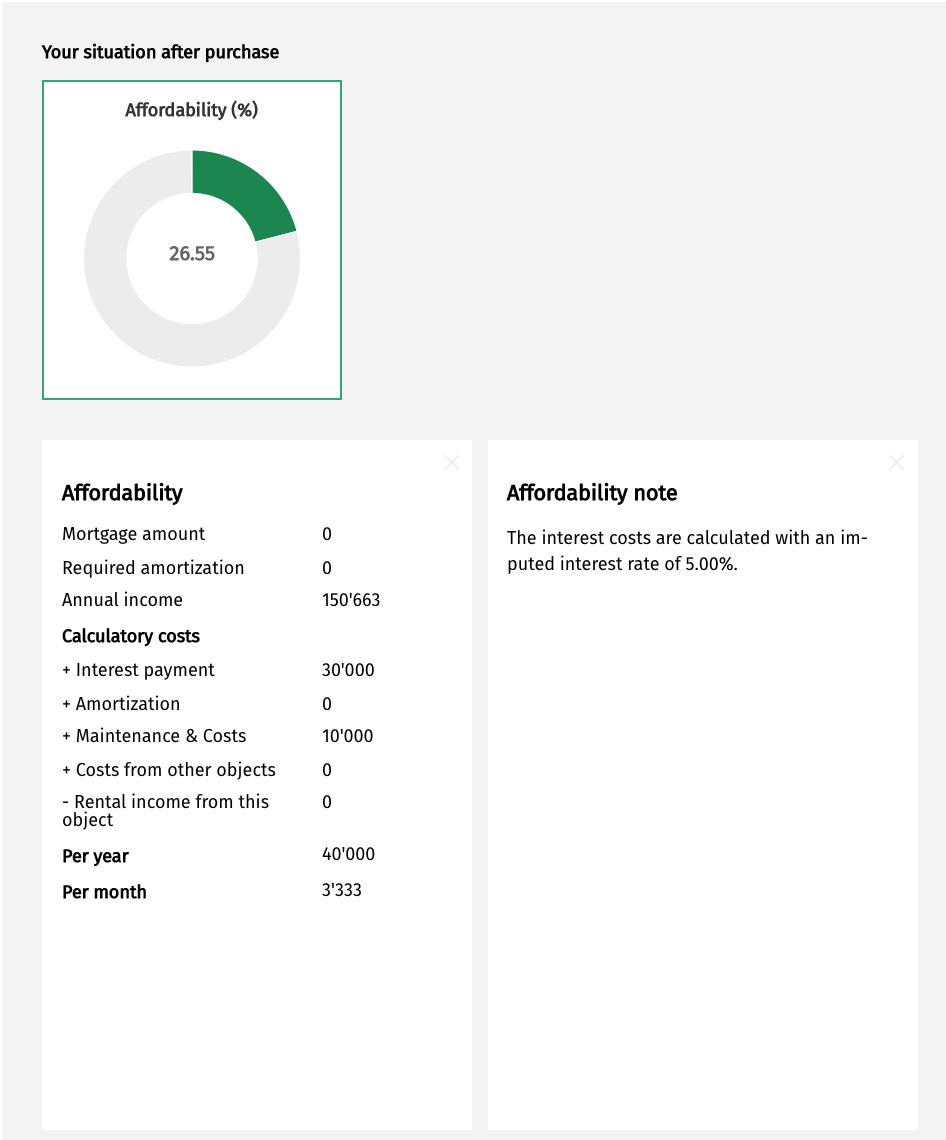 Your situation after purchase
Affordability (%)
26.55
Affordability
Mortgage amount 0
Required amortization 0
Annual income 150'663
Calculatory costs
+ Interest payment 30'000
+ Amortization 0
+ Maintenance & Costs 10'000
+ Costs from other objects 0
- Rental income from this 0
object
Per year 40'000
Per month 3'333
Affordability note
The interest costs are calculated with an im-
puted interest rate of 5.00%.